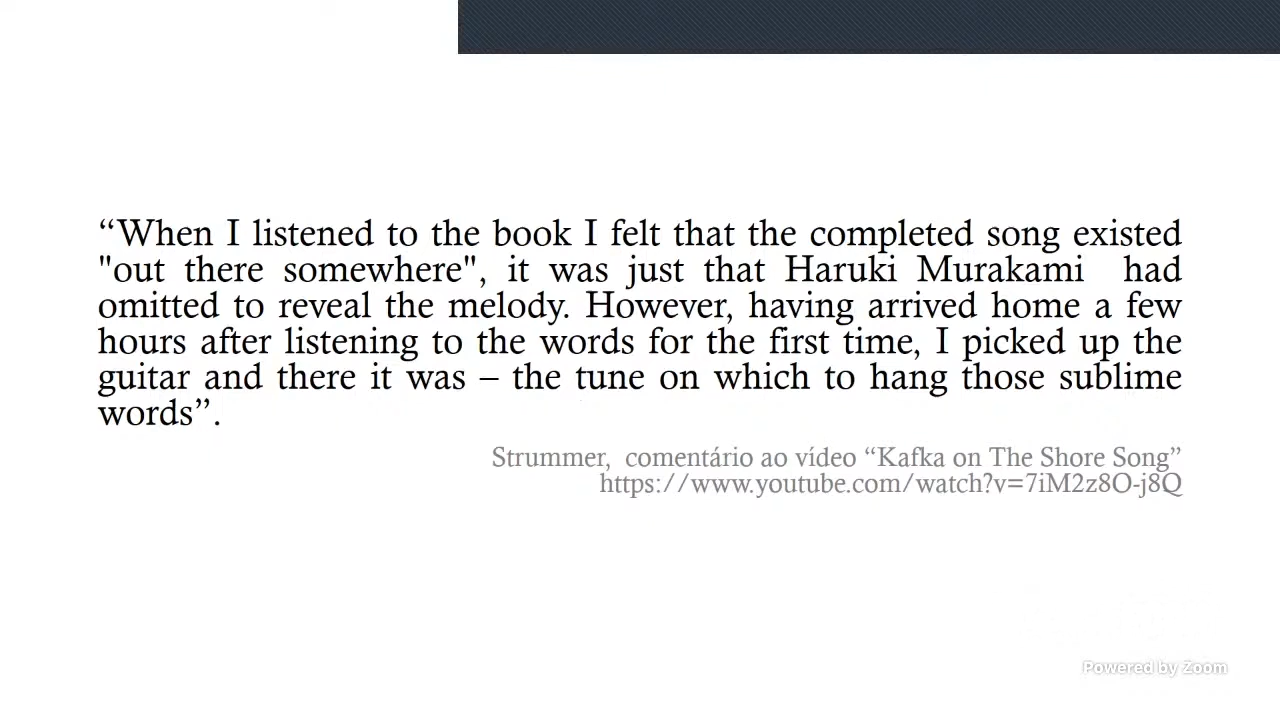 “When I listened to the book I felt that the completed song existed
"out there somewhere", it was just that Haruki Murakami  had
omitted to reveal the melody. However, having arrived home a few
hours after listening to the words for the first time, I picked up the
guitar and there it was – the tune on which to hang those sublime
words”.
Strummer,  comentário ao vídeo “Kafka on The Shore Song”
https://www.youtube.com/watch?v=7iM2z8O-j8Q
Powered by Zoom